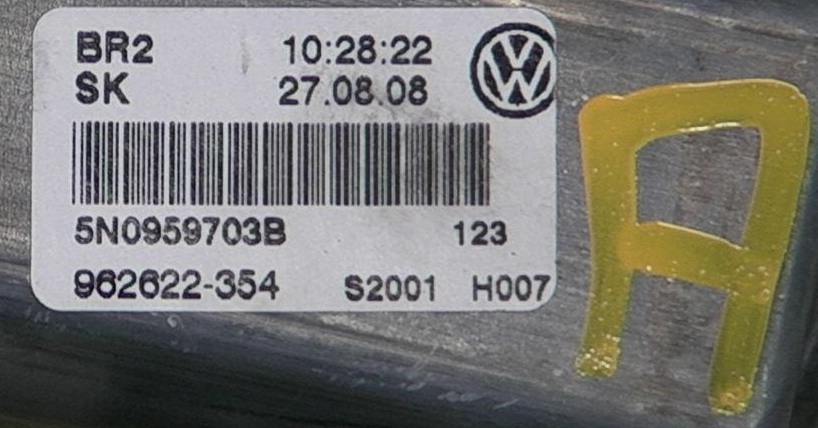 BR2 10:28:22
SK 27.08.08
5N0959703B 123
962622-354 S2001 H007
A